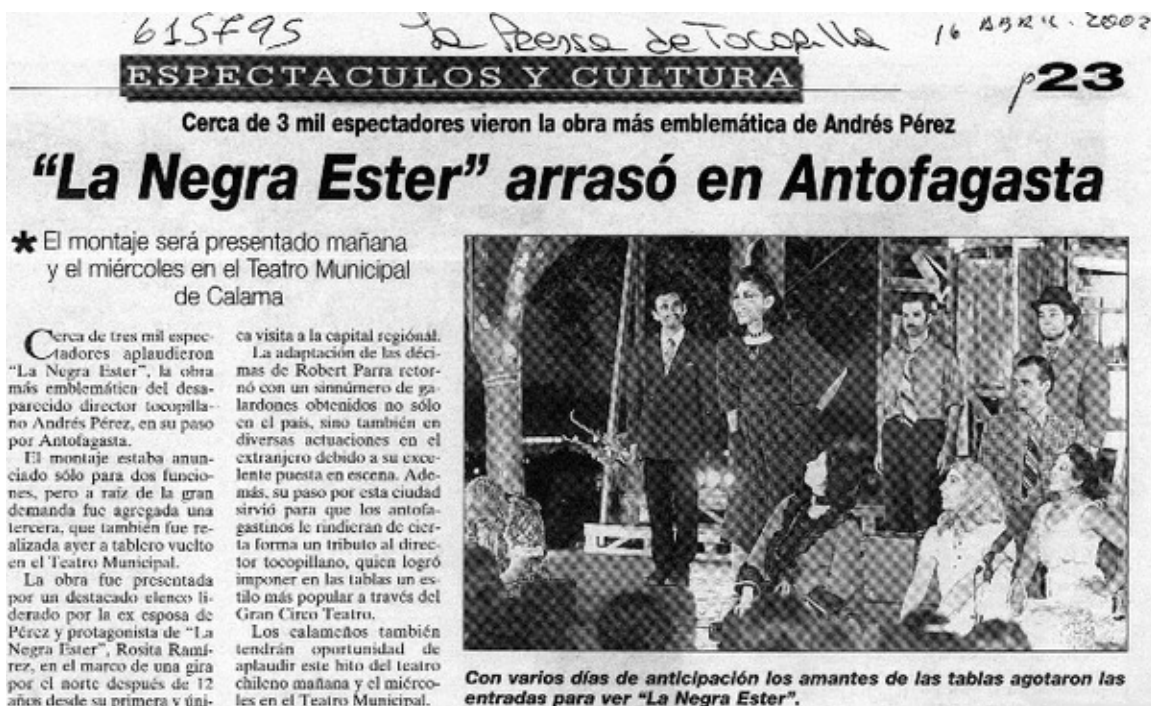 615795 La Prensa de Tocopilla 16 ABRIL. 2002
ESPECTACULOS Y CULTURA
p23
Cerca de 3 mil espectadores vieron la obra más emblemática de Andrés Pérez
"La Negra Ester" arrasó en Antofagasta
* El montaje será presentado mañana
y el miércoles en el Teatro Municipal
de Calama
Cerca de tres mil espec-
tadores aplaudieron
"La Negra Ester", la obra
más emblemática del desa-
parecido director tocopilla-
no Andrés Pérez, en su paso
por Antofagasta.
El montaje estaba anun-
ciado sólo para dos funcio-
nes, pero a raíz de la gran
demanda fue agregada una
tercera, que también fue re-
alizada ayer a tablero vuelto
en el Teatro Municipal.
La obra fue presentada
por un destacado elenco li-
derado por la ex esposa de
Pérez y protagonista de "La
Negra Ester", Rosita Ramí-
rez, en el marco de una gira
por el norte después de 12
años desde su primera y úni-
ca visita a la capital regional.
La adaptación de las déci-
mas de Robert Parra retor-
nó con un sinnúmero de ga-
lardones obtenidos no sólo
en el país, sino también en
diversas actuaciones en el
extranjero debido a su exce-
lente puesta en escena. Ade-
más, su paso por esta ciudad
sirvió para que los antofa-
gastinos le rindieran de cier-
ta forma un tributo al direc-
tor tocopillano, quien logró
imponer en las tablas un es-
tilo más popular a través del
Gran Circo Teatro.
Los calameños también
tendrán oportunidad de
aplaudir este hito del teatro
chileno mañana y el miérco-
les en el Teatro Municipal.
Con varios días de anticipación los amantes de las tablas agotaron las
entradas para ver "La Negra Ester".